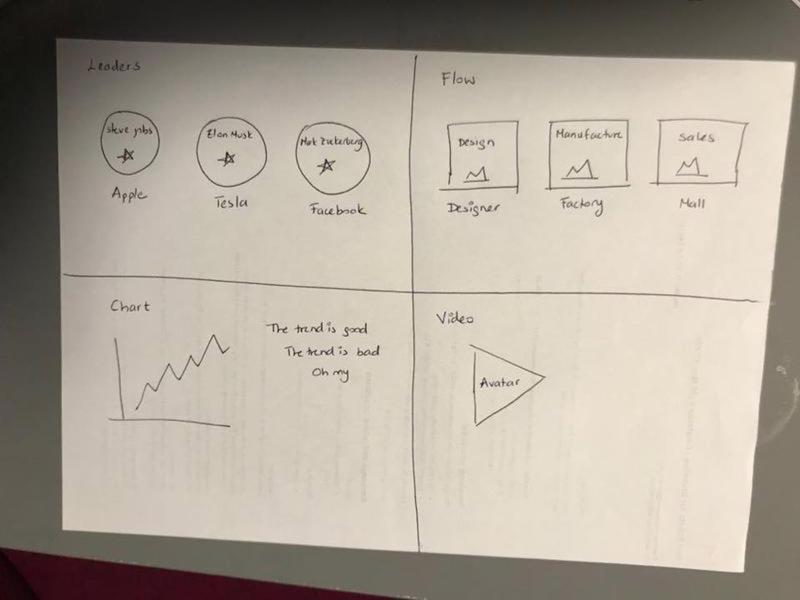 Leaders
steve jobs
Elon Musk
Mark Zuckerberg
Apple
Tesla
Facebook
Flow
Design
Manufacture
Sales
Designer
Factory
Mall
Chart
The trend is good
The trend is bad
Oh my
Video
Avatar